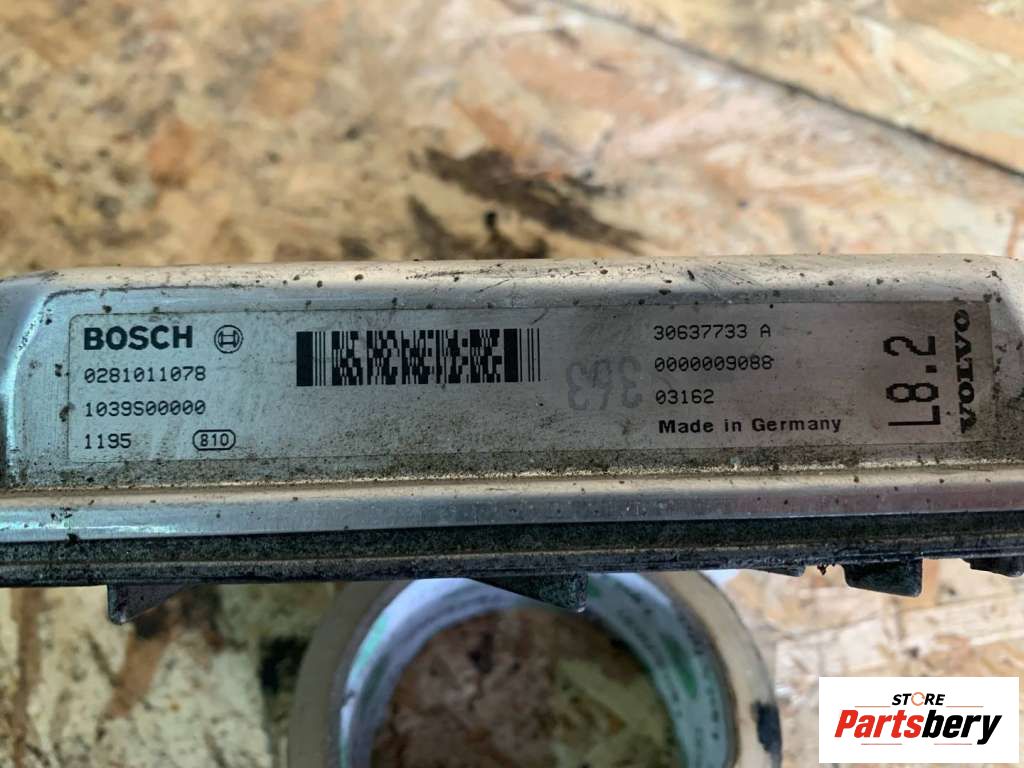 BOSCH
0281011078
1039S00000
1195 810
363
30637733 A
0000009088
03162
Made in Germany
L8.2
VOLVO
STORE
Partsbery